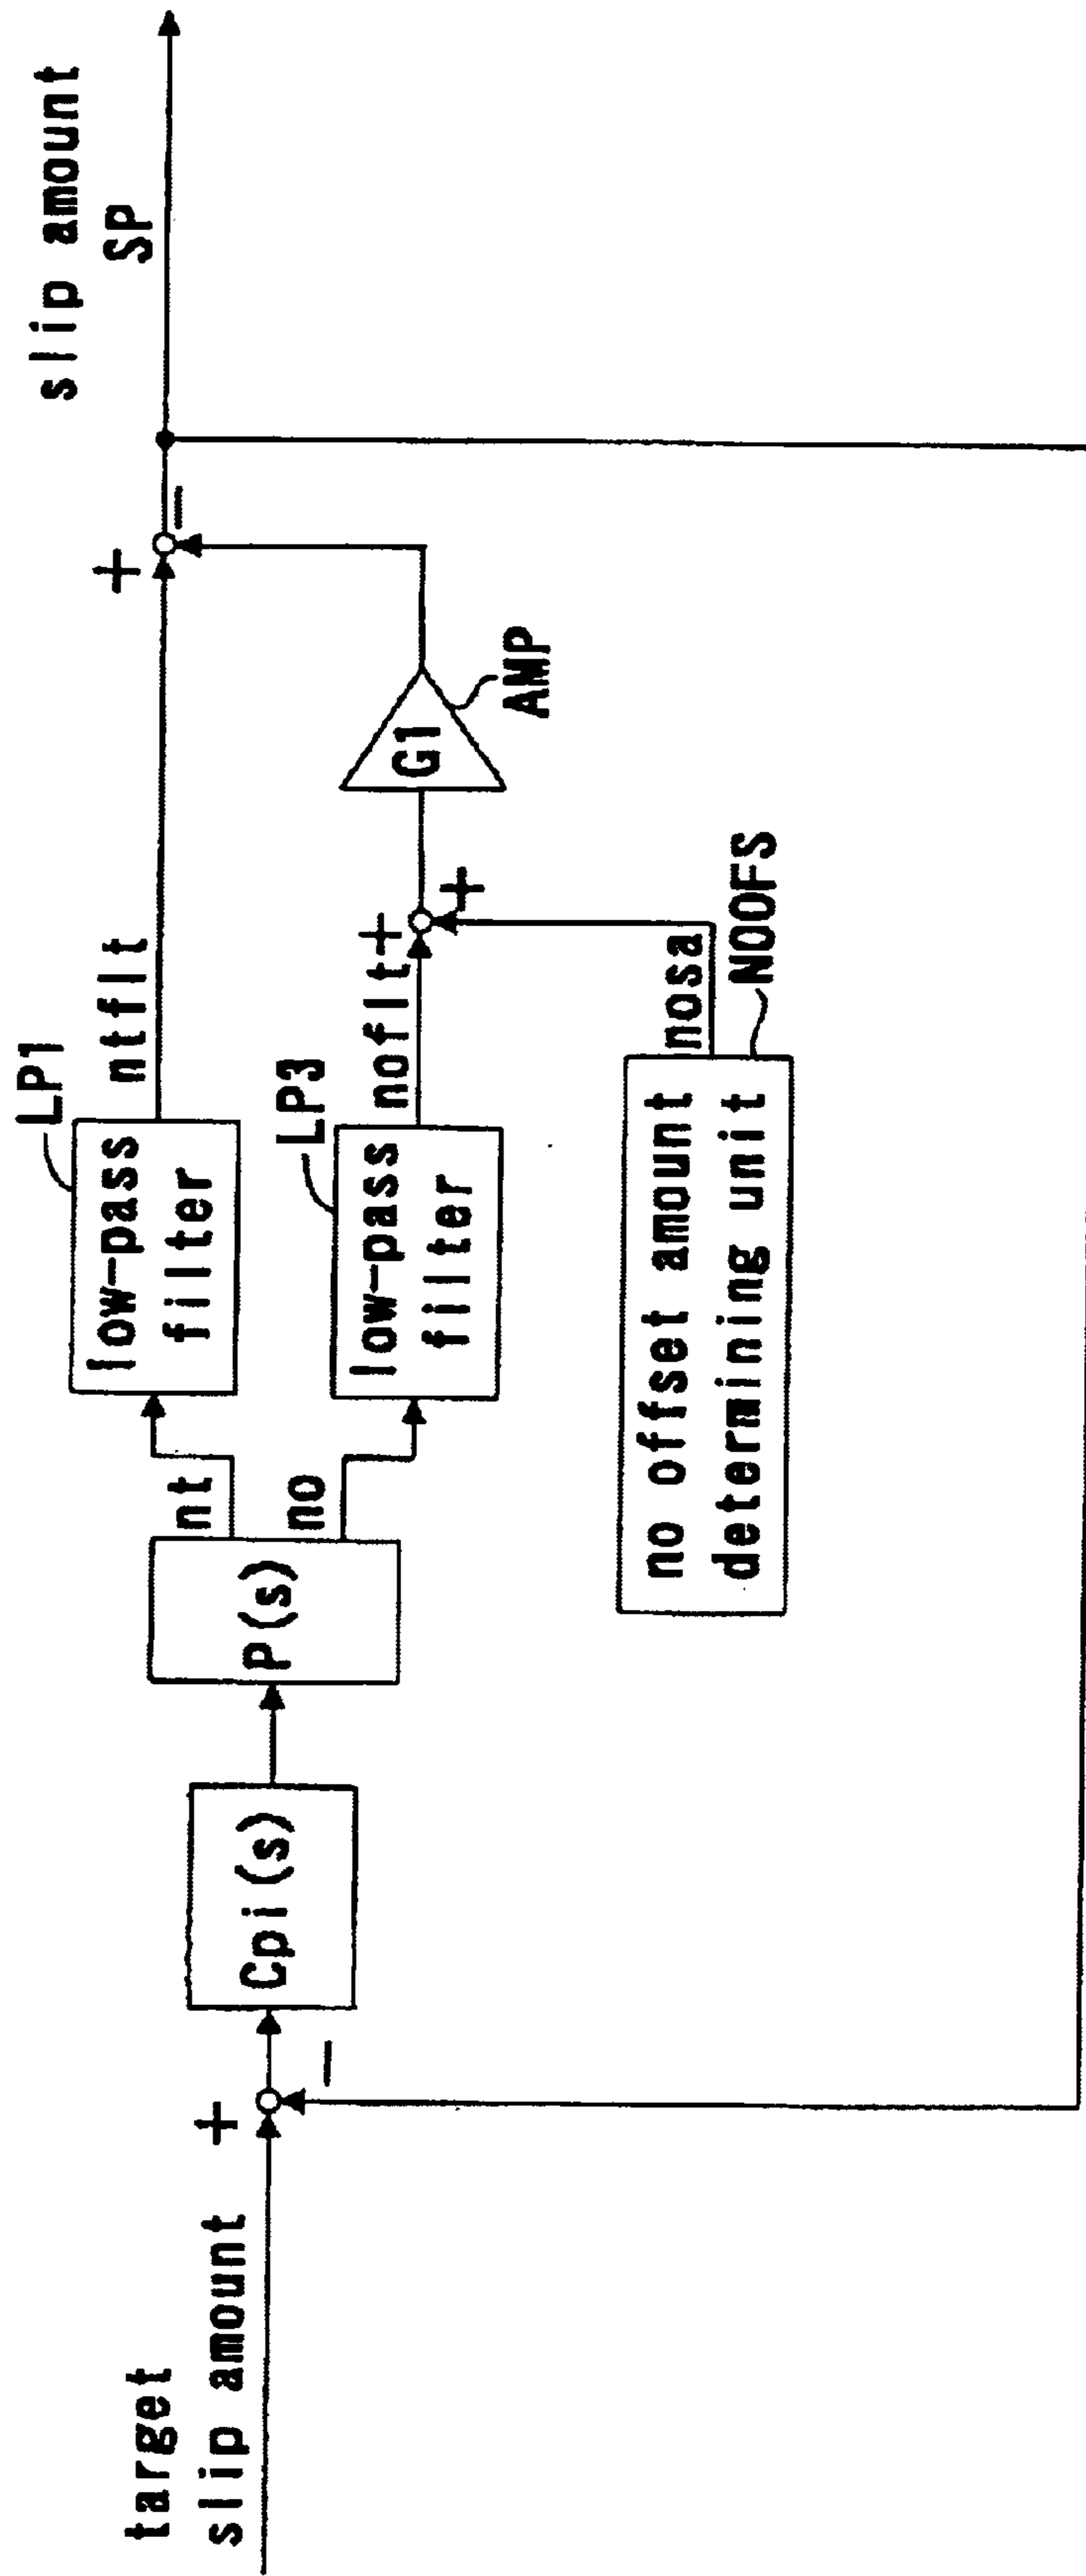 target
slip amount
+
−
Cpi(s)
P(s)
nt
no
LP1
low-pass
filter
ntflt
LP3
low-pass
filter
noflt
+
+
no offset amount
determining unit
nosa
NOOFS
G1
AMP
+
−
slip amount
SP